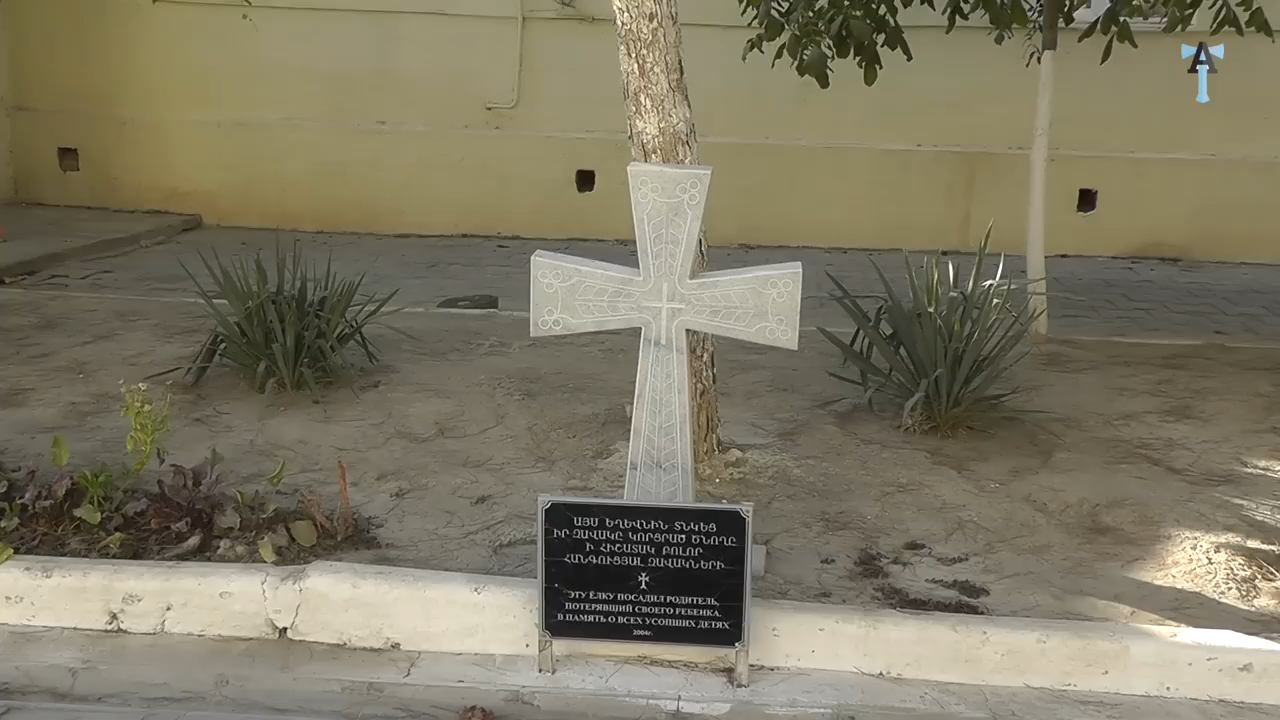 ԱՅՍ ԵՂԵՎՆԻՆ ՏՆԿԵՑ
ԻՐ ԶԱՎԱԿԸ ԿՈՐՑՐԱԾ ԾՆՈՂԸ
Ի ՀԻՇԱՏԱԿ ԲՈԼՈՐ
ՀԱՆԳՈՒՑՅԱԼ ԶԱՎԱԿՆԵՐԻ
ЭТУ ЁЛКУ ПОСАДИЛ РОДИТЕЛЬ,
ПОТЕРЯВШИЙ СВОЕГО РЕБЕНКА.
В ПАМЯТЬ О ВСЕХ УСОПШИХ ДЕТЯХ
2004г.